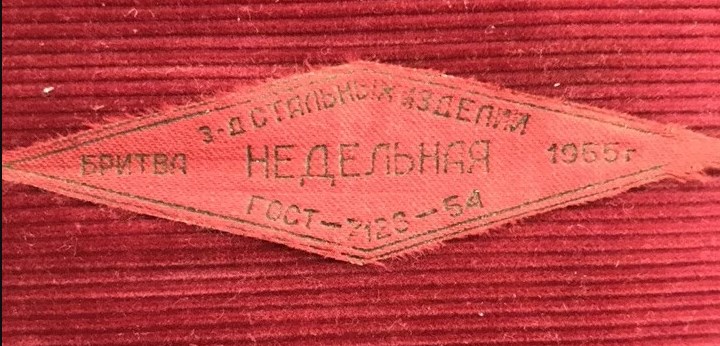 З-Д СТАЛЬНЫХ ИЗДЕЛИЙ
БРИТВА НЕДЕЛЬНАЯ 1955г
ГОСТ-7126-54